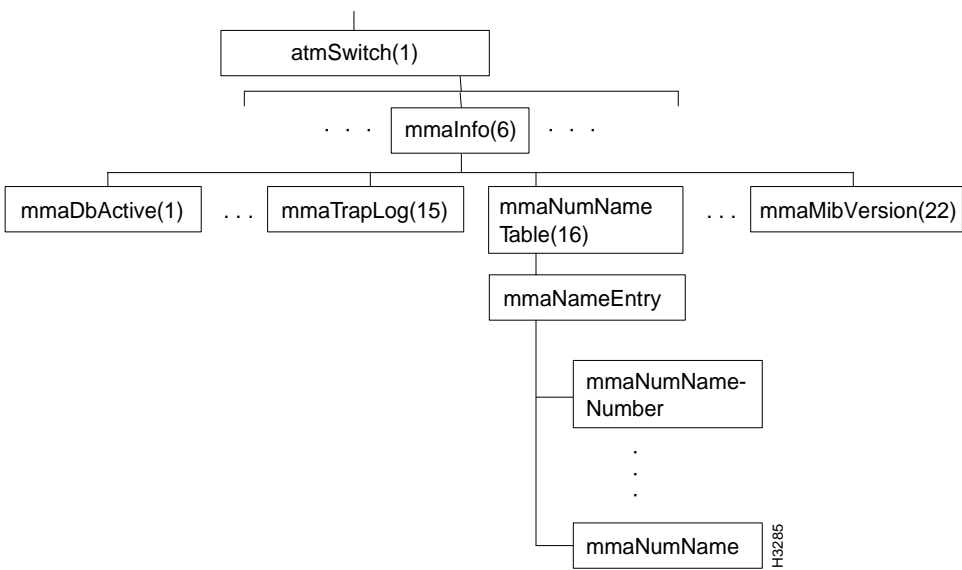 atmSwitch(1)
. . . mmaInfo(6) . . .
mmaDbActive(1) . . . mmaTrapLog(15) mmaNumName . . . mmaMibVersion(22)
Table(16)
mmaNameEntry
mmaNumName-
Number
.
.
.
mmaNumName
H3285